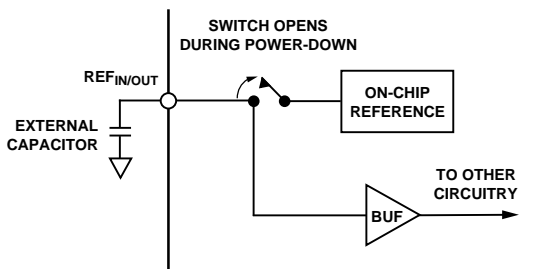 SWITCH OPENS
DURING POWER-DOWN
REFIN/OUT
ON-CHIP
REFERENCE
EXTERNAL
CAPACITOR
TO OTHER
CIRCUITRY
BUF